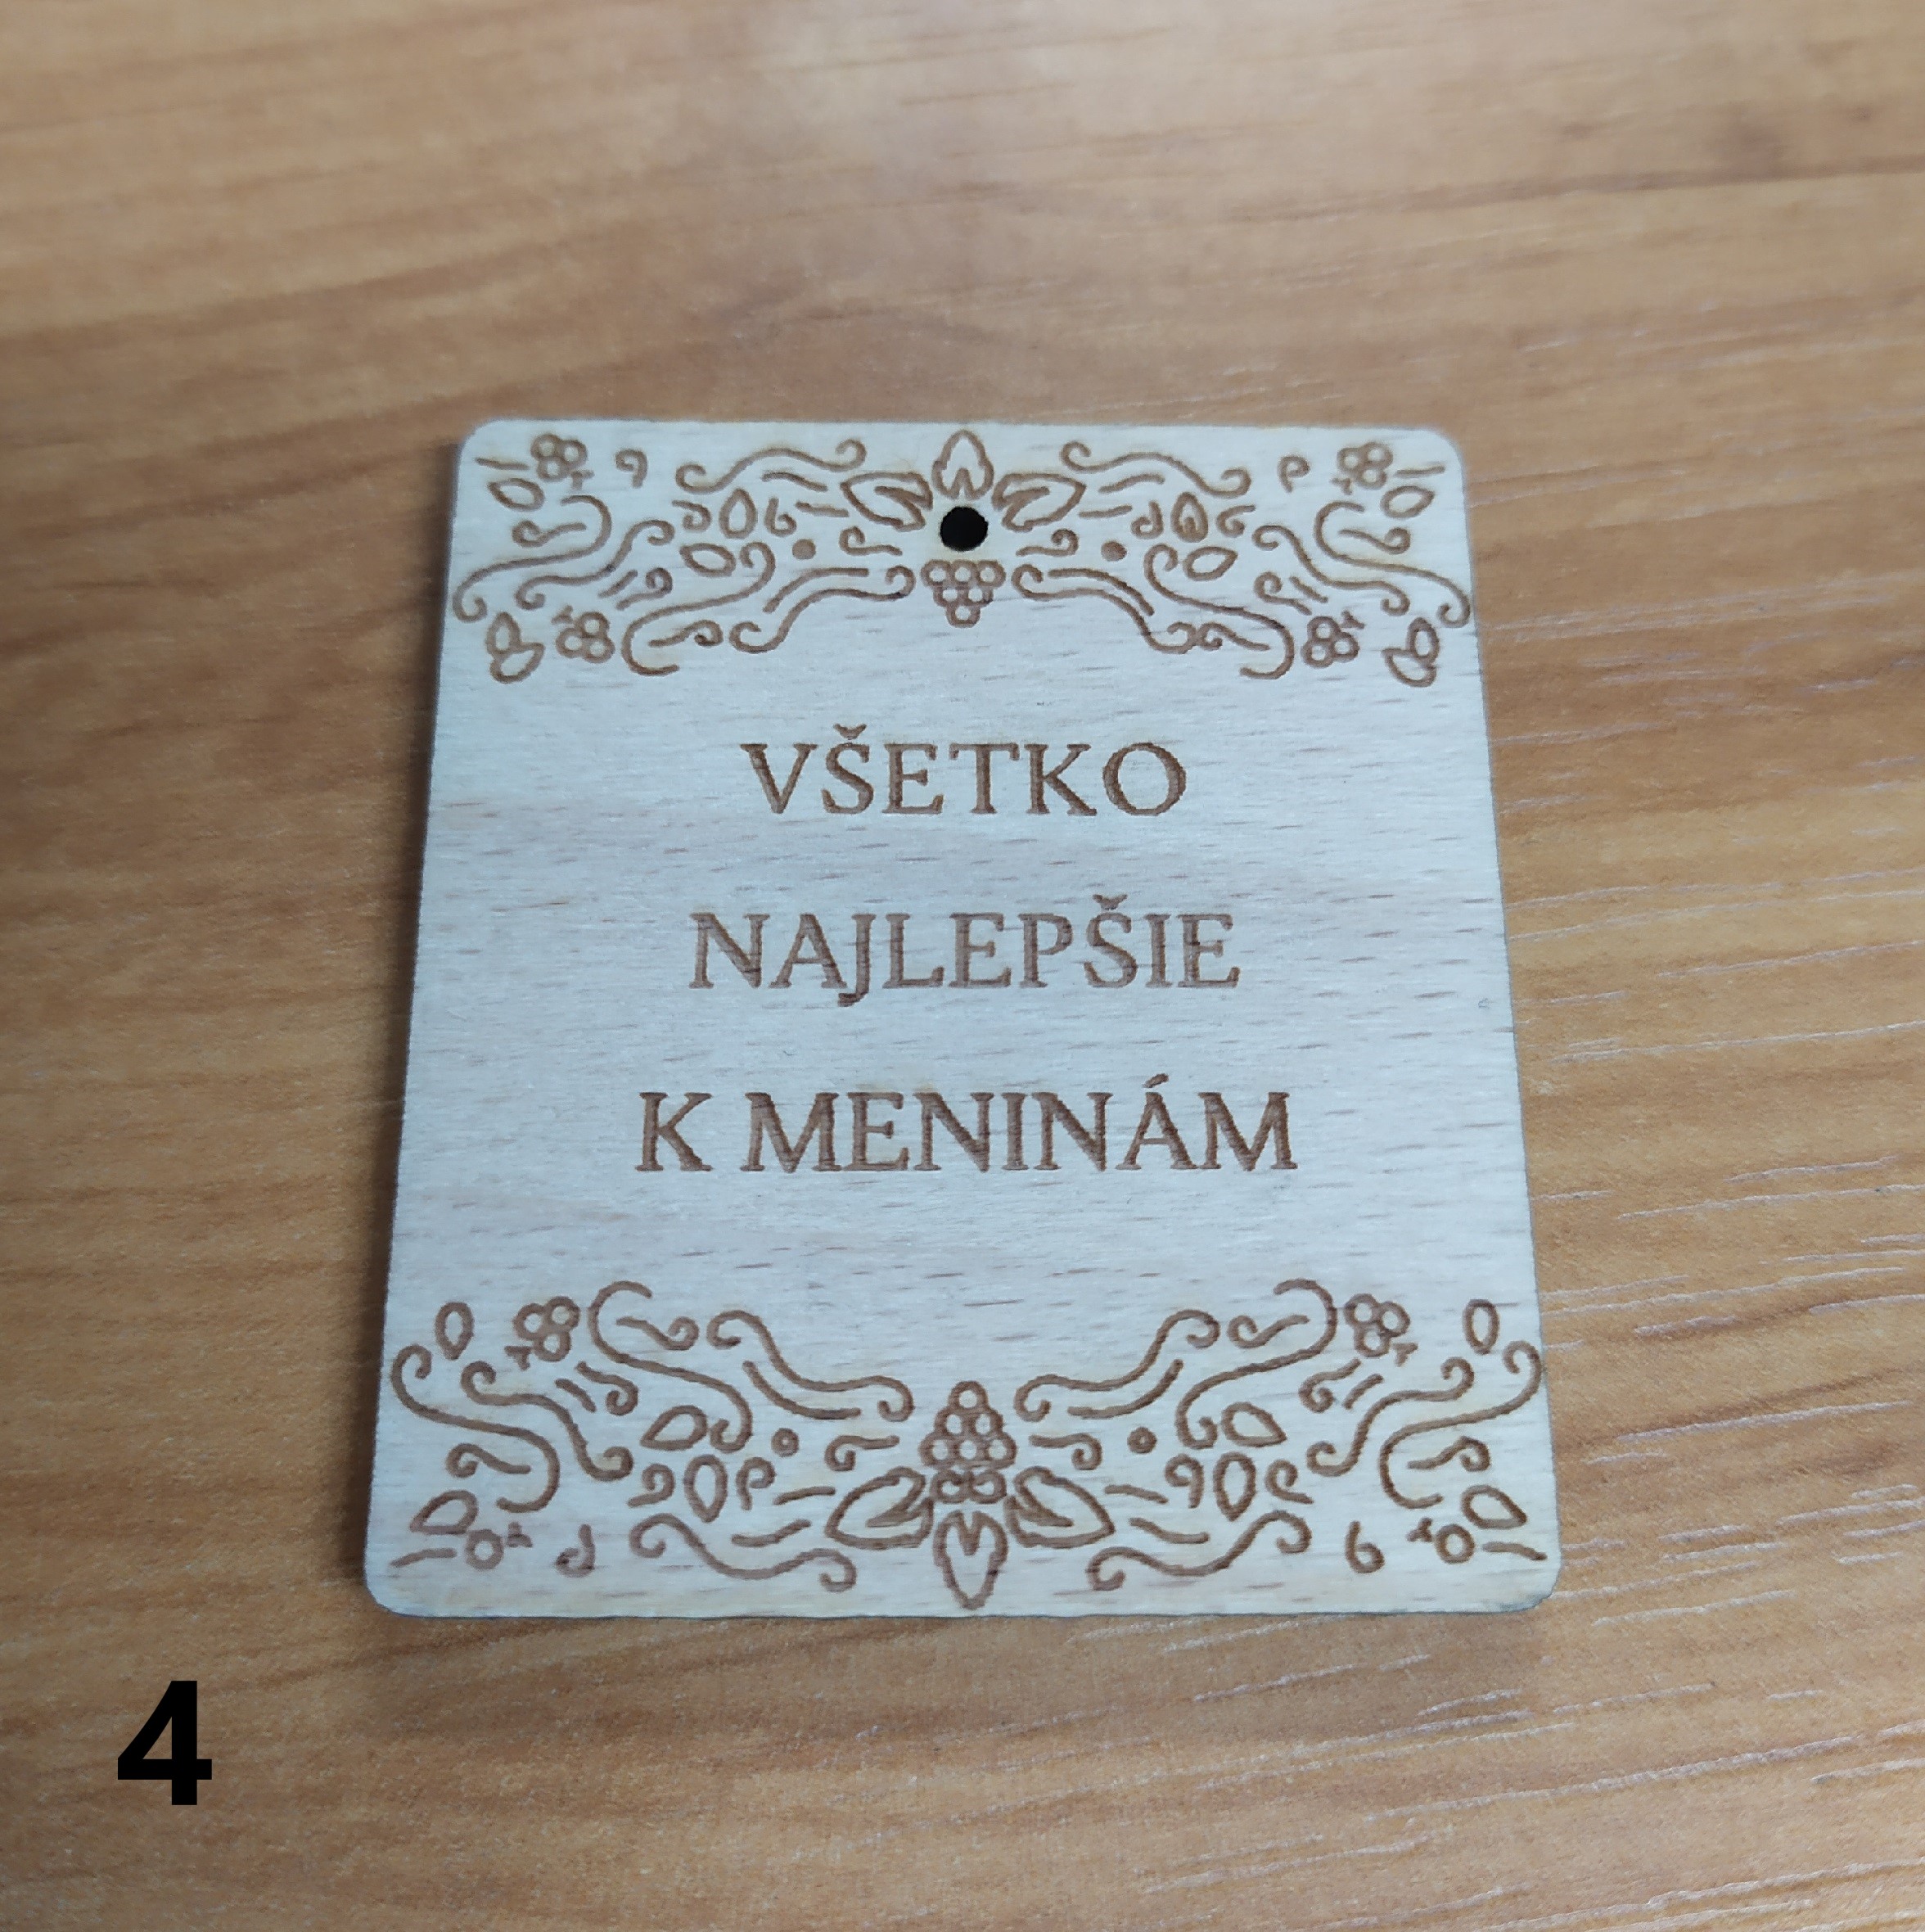 VŠETKO
NAJLEPŠIE
K MENINÁM
4